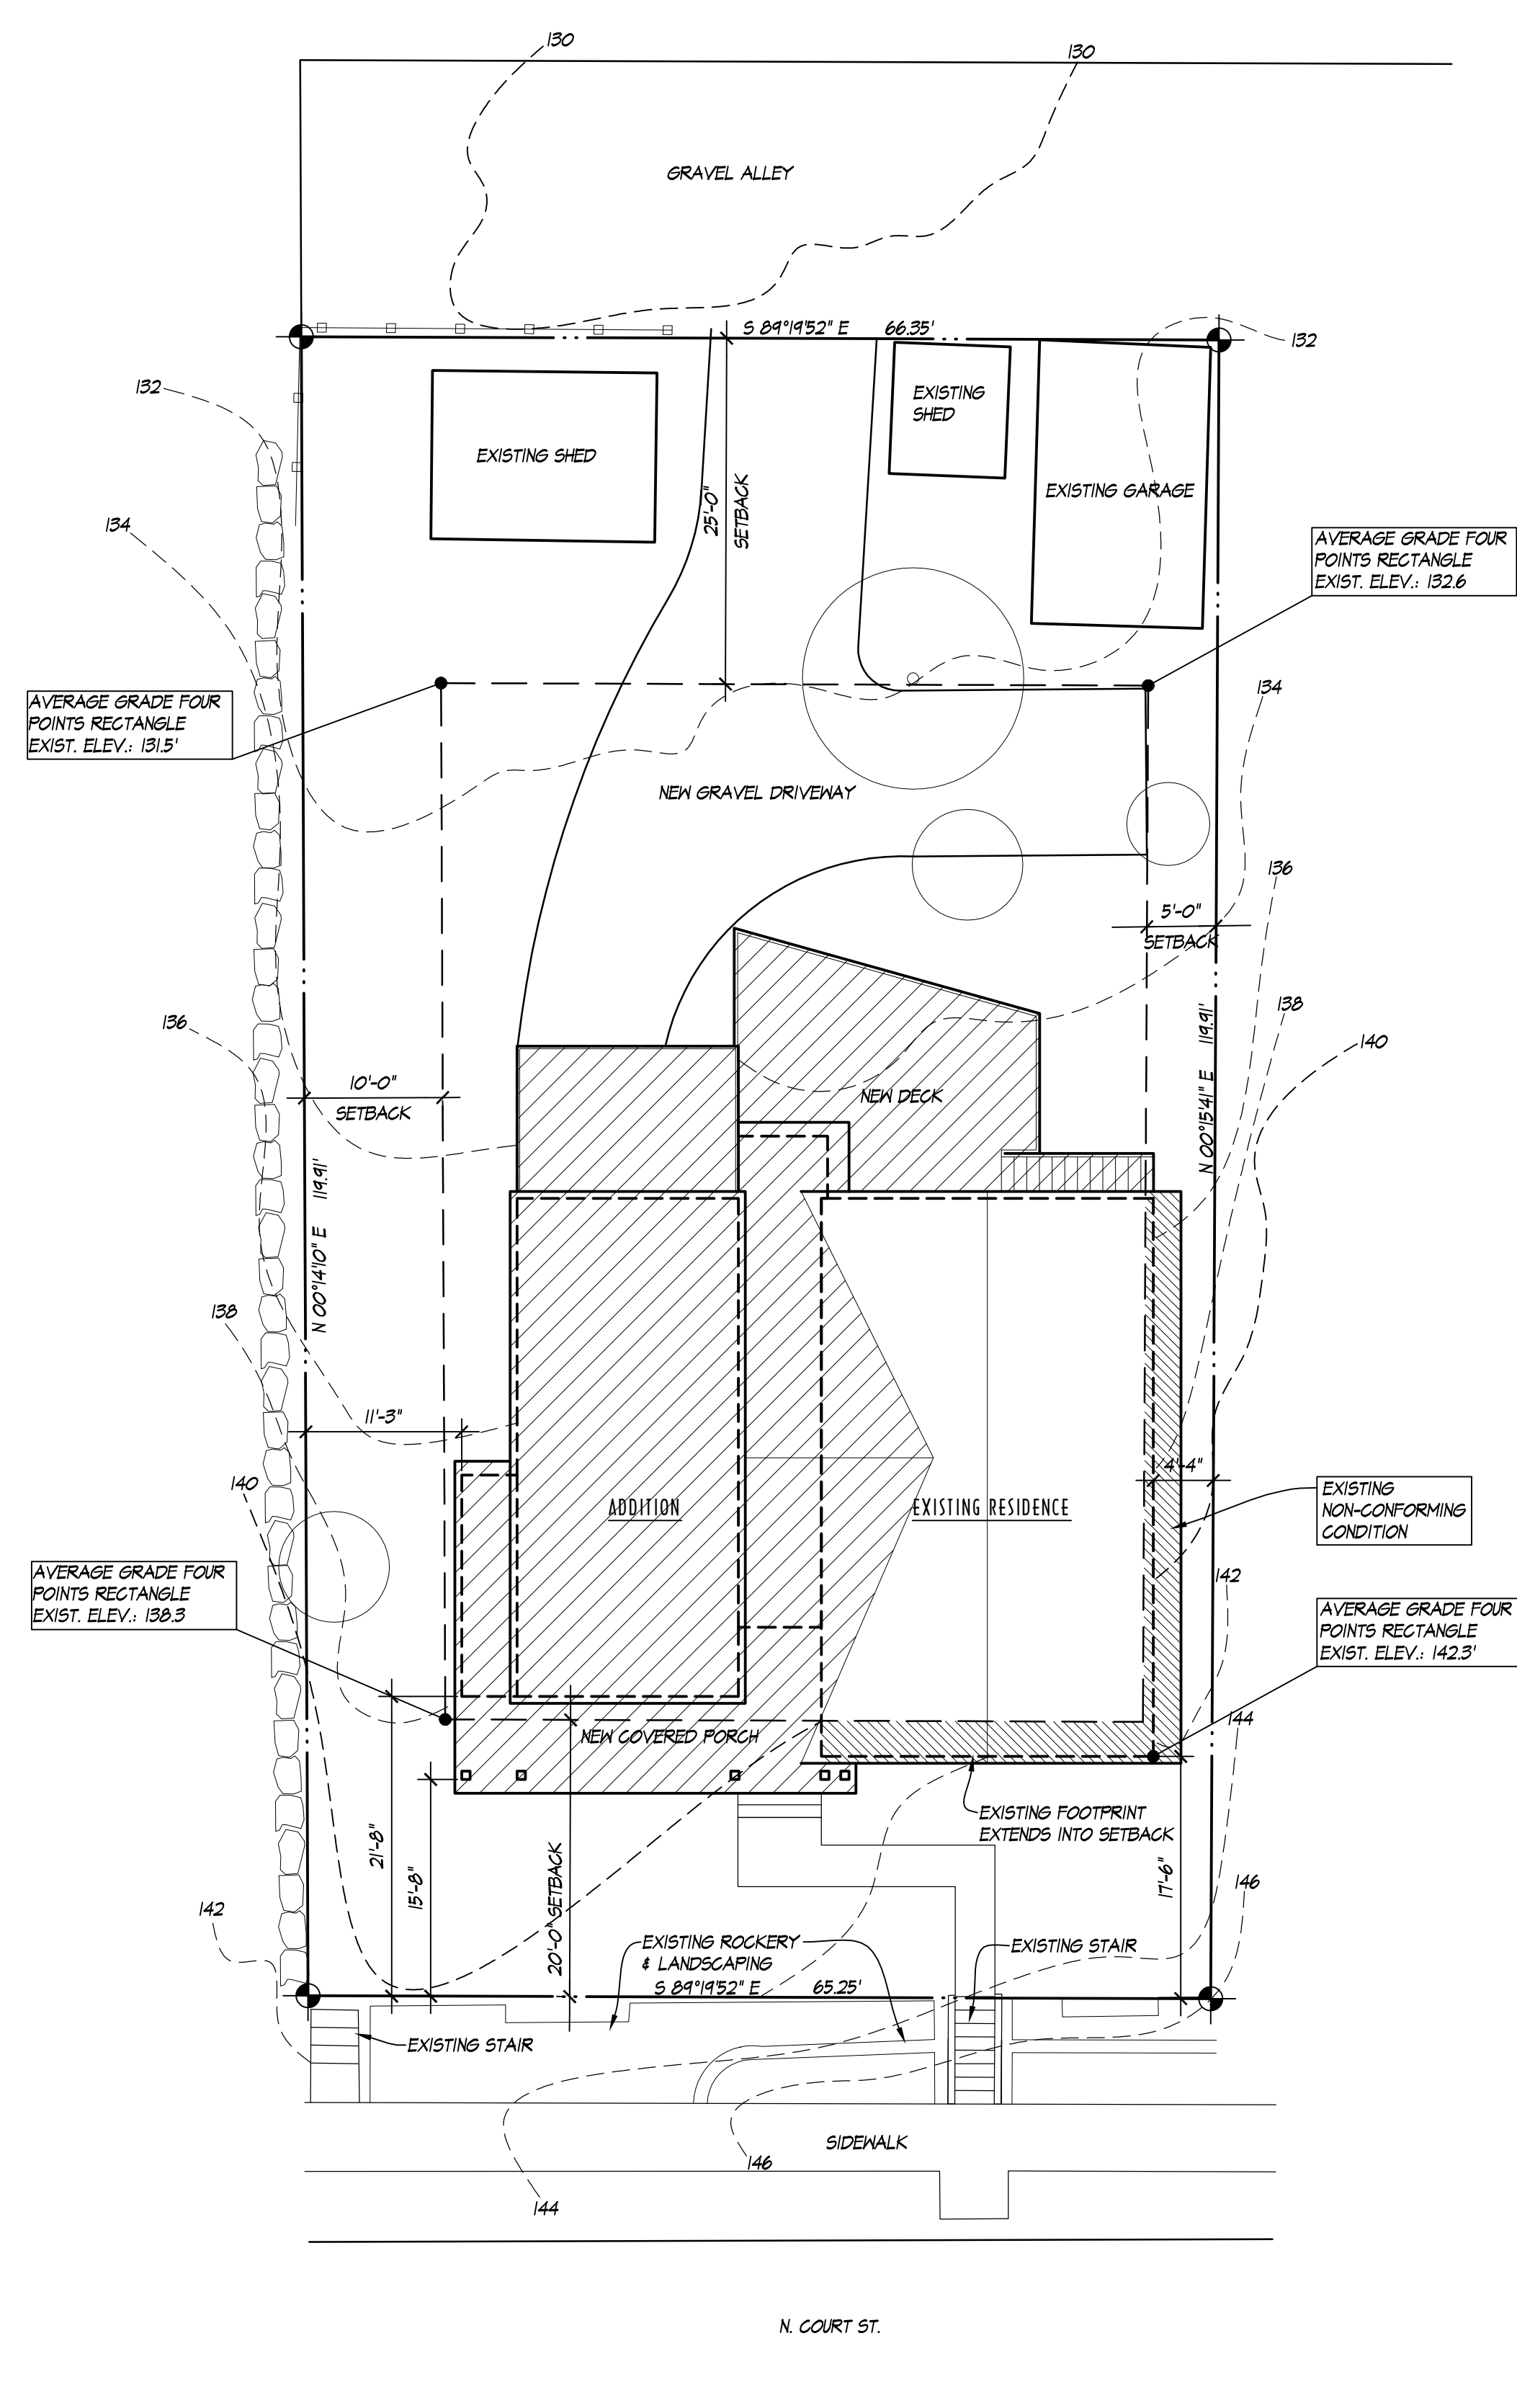 130
130
GRAVEL ALLEY
S 89°19'52" E 66.35'
132
132
EXISTING
SHED
EXISTING SHED
EXISTING GARAGE
25'-0"
SETBACK
134
AVERAGE GRADE FOUR
POINTS RECTANGLE
EXIST. ELEV.: 132.6
134
AVERAGE GRADE FOUR
POINTS RECTANGLE
EXIST. ELEV.: 131.5'
NEW GRAVEL DRIVEWAY
136
5'-0"
SETBACK
138
136
140
N 00°15'41" E 119.91'
10'-0"
SETBACK
NEW DECK
N 00°14'10" E 119.91'
138
11'-3"
4'-4"
140
ADDITION
EXISTING RESIDENCE
EXISTING
NON-CONFORMING
CONDITION
AVERAGE GRADE FOUR
POINTS RECTANGLE
EXIST. ELEV.: 138.3
142
AVERAGE GRADE FOUR
POINTS RECTANGLE
EXIST. ELEV.: 142.3'
144
NEW COVERED PORCH
EXISTING FOOTPRINT
EXTENDS INTO SETBACK
21'-8"
15'-8"
20'-0" SETBACK
17'-6"
146
142
EXISTING ROCKERY
& LANDSCAPING
EXISTING STAIR
S 89°19'52" E 65.25'
EXISTING STAIR
SIDEWALK
146
144
N. COURT ST.